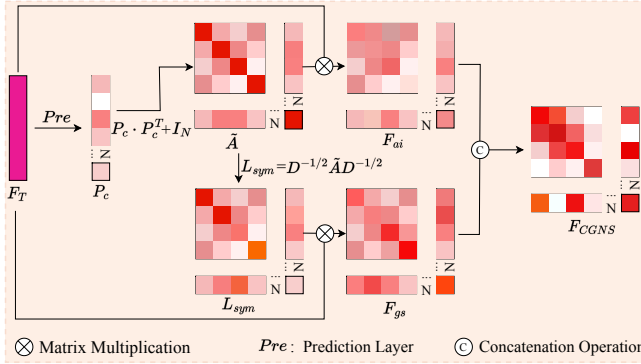 Pre
P_c · P_c^T + I_N
F_T
P_c
N
N
...
N
Ã
N
...
N
F_ai
L_sym = D^{-1/2} Ã D^{-1/2}
N
...
N
L_sym
N
...
N
F_gs
C
N
...
N
F_CGNS
Matrix Multiplication
Pre: Prediction Layer
C Concatenation Operation